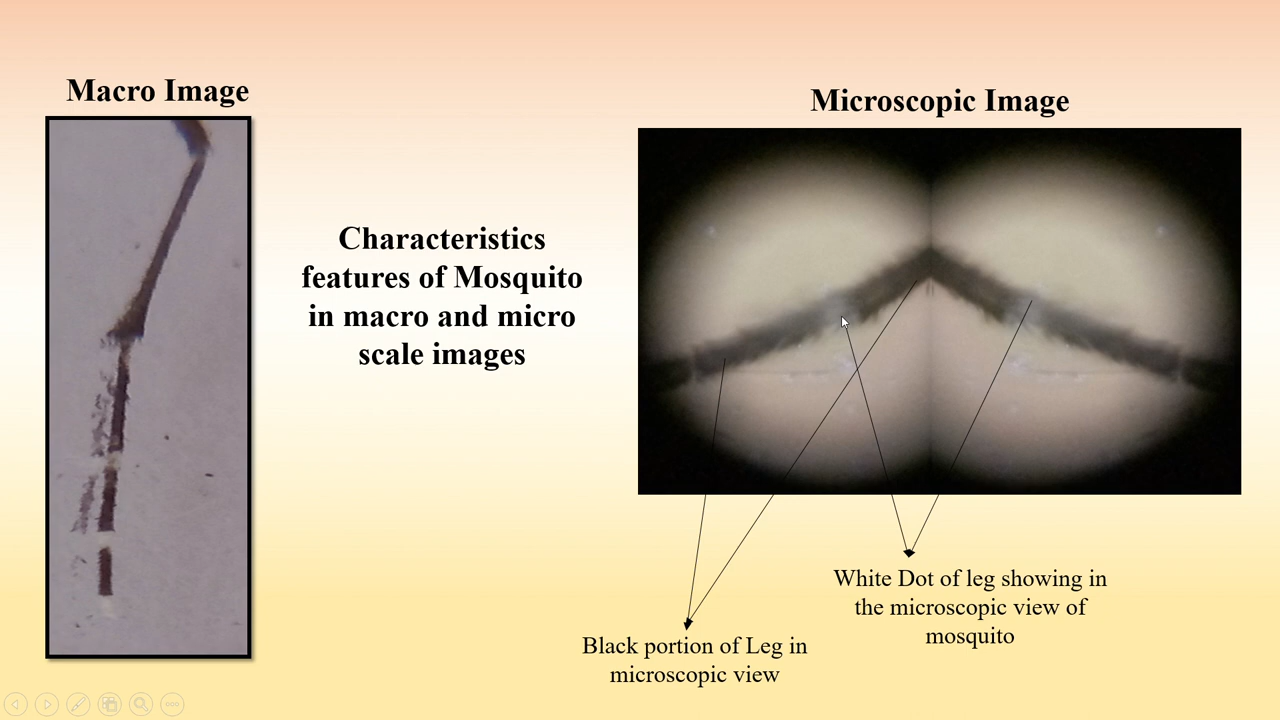 Macro Image
Microscopic Image
Characteristics
features of Mosquito
in macro and micro
scale images
White Dot of leg showing in
the microscopic view of
mosquito
Black portion of Leg in
microscopic view